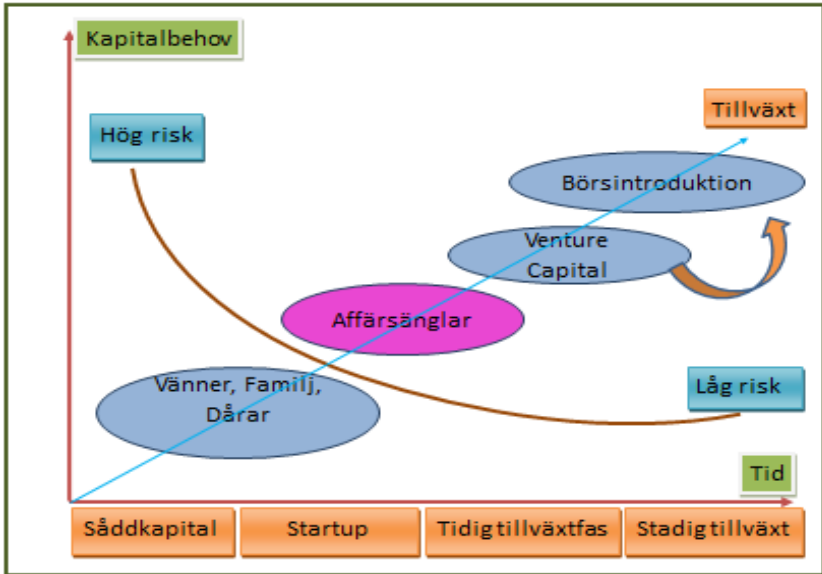 Kapitalbehov
Tillväxt
Hög risk
Börsintroduktion
Venture
Capital
Affärsänglar
Vänner, Familj,
Dårar
Låg risk
Tid
Såddkapital
Startup
Tidig tillväxtfas
Stadig tillväxt